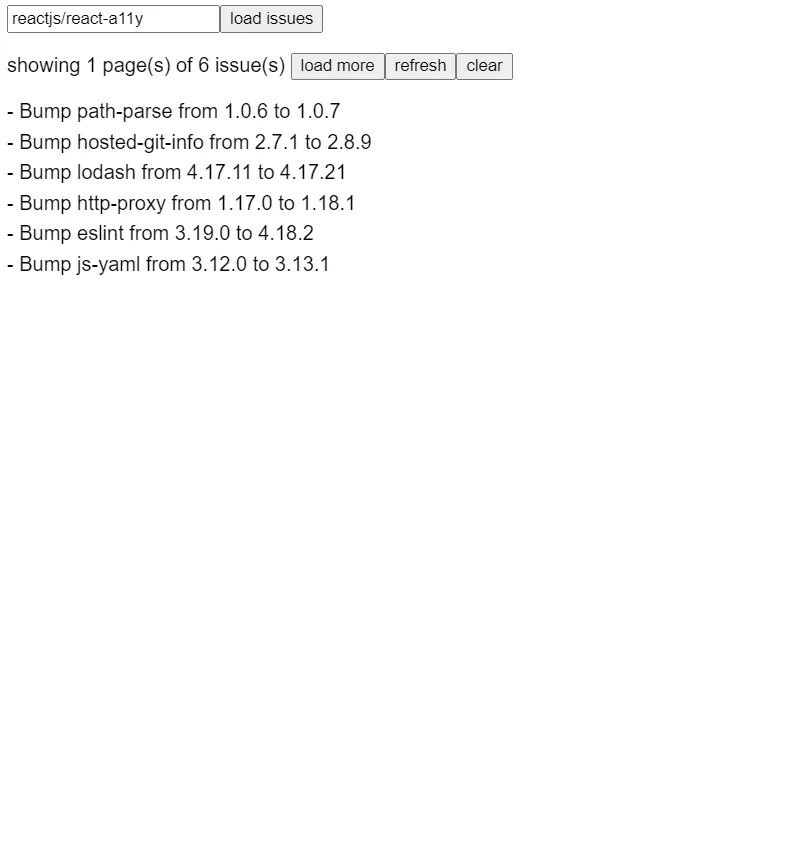 reactjs/react-a11y load issues
showing 1 page(s) of 6 issue(s) load more refresh clear
- Bump path-parse from 1.0.6 to 1.0.7
- Bump hosted-git-info from 2.7.1 to 2.8.9
- Bump lodash from 4.17.11 to 4.17.21
- Bump http-proxy from 1.17.0 to 1.18.1
- Bump eslint from 3.19.0 to 4.18.2
- Bump js-yaml from 3.12.0 to 3.13.1